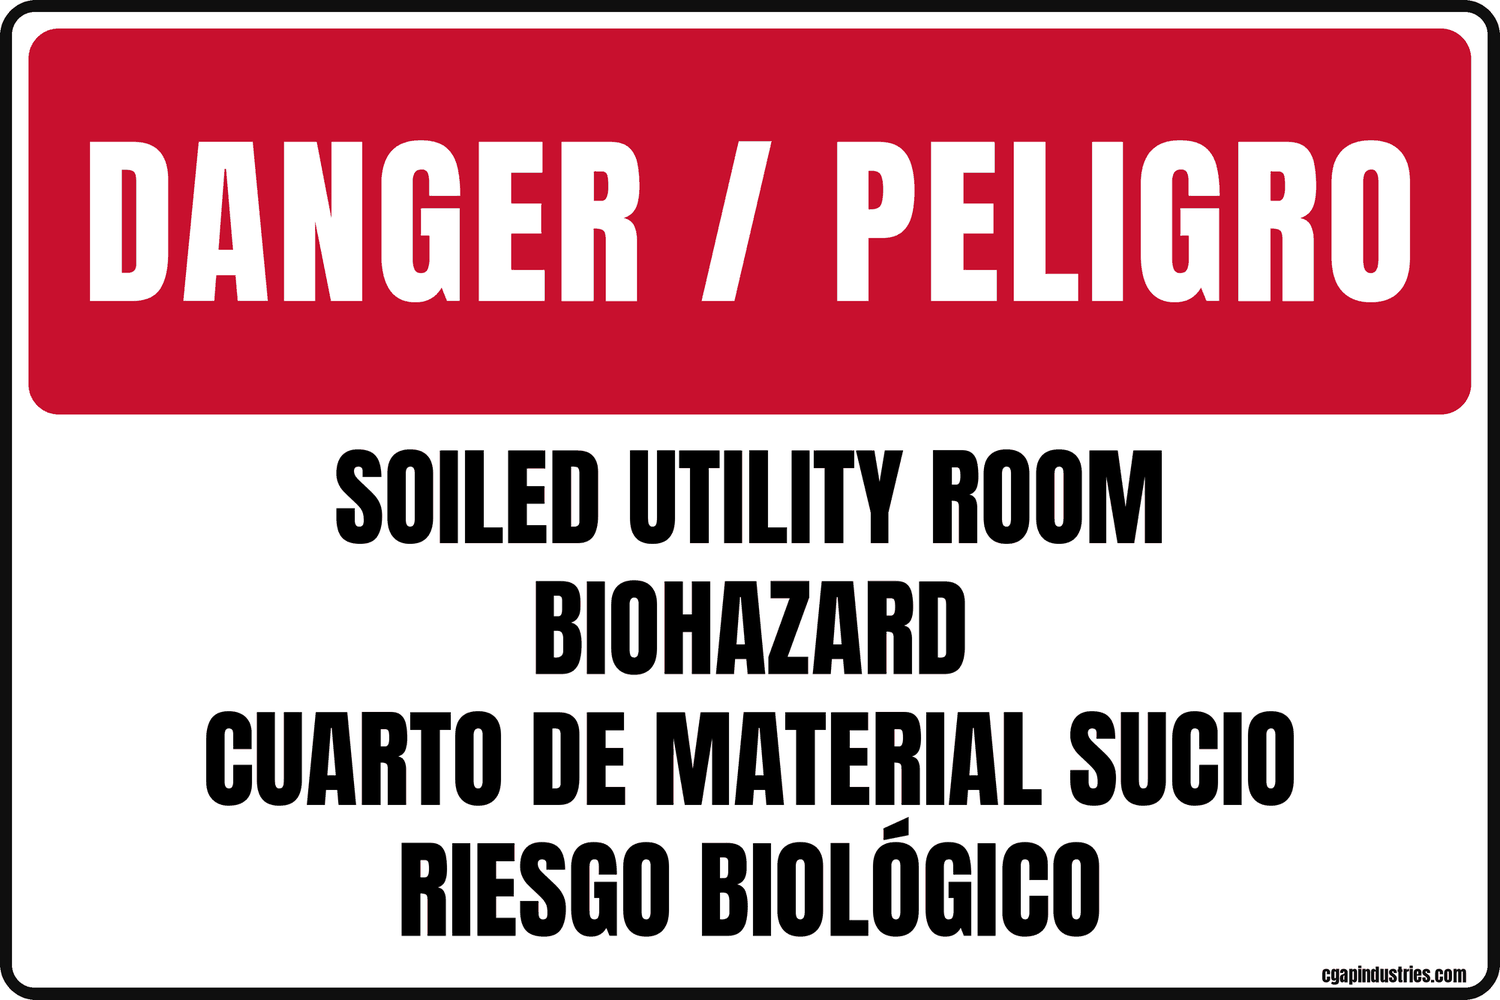 DANGER / PELIGRO
SOILED UTILITY ROOM
BIOHAZARD
CUARTO DE MATERIAL SUCIO
RIESGO BIOLÓGICO
cgapindustries.com